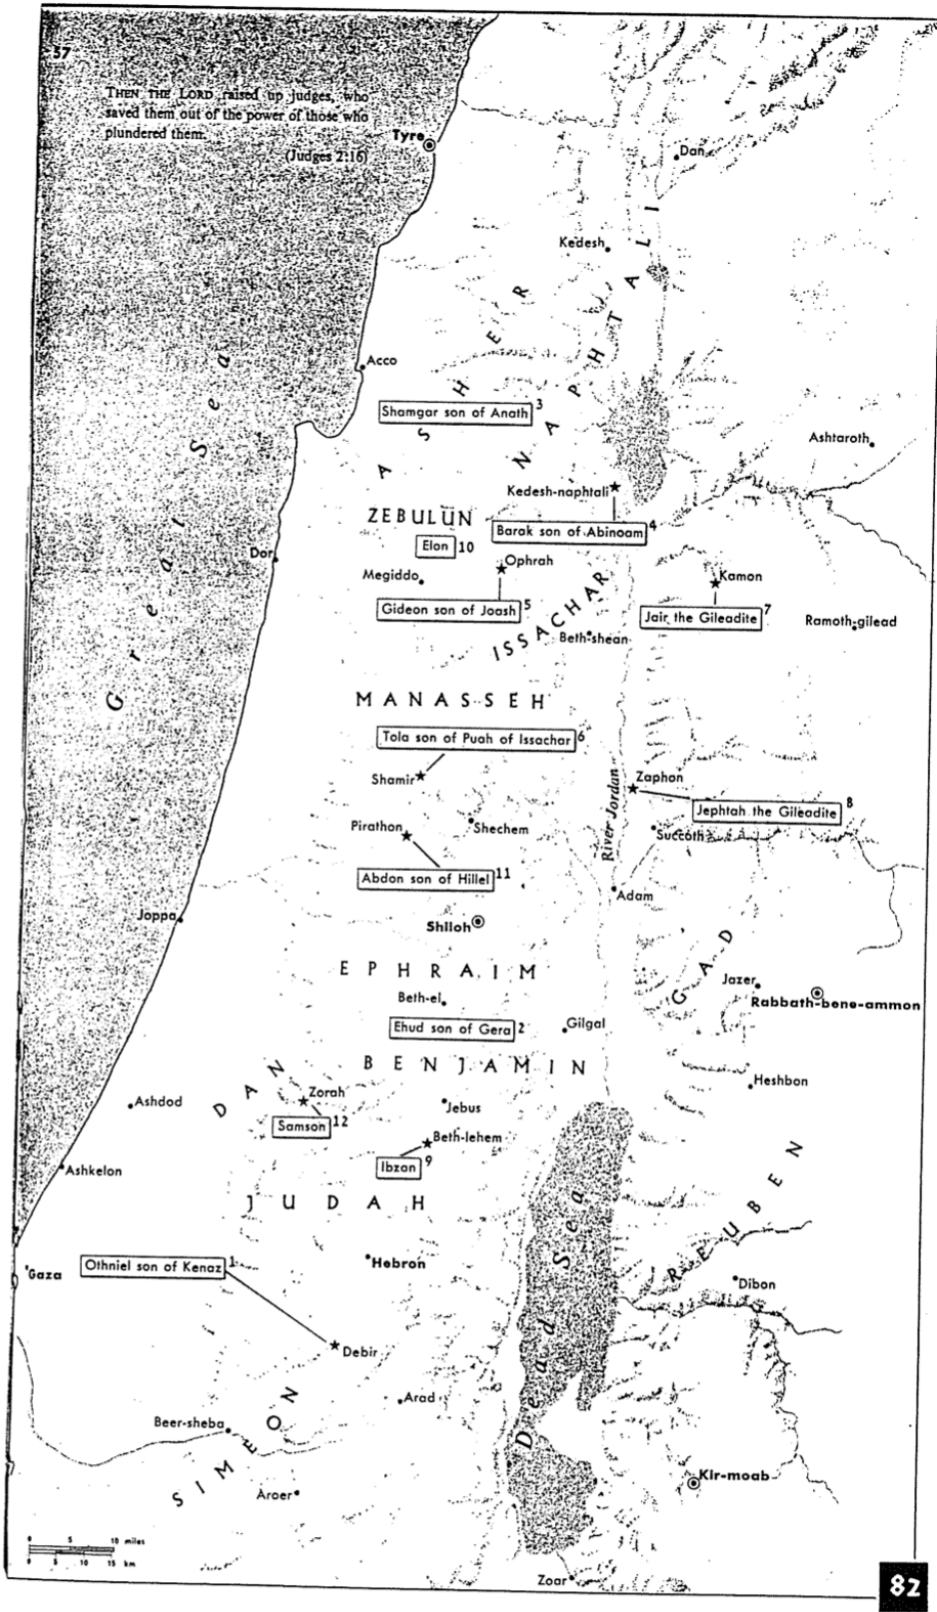 57
THEN THE LORD raised up judges, who
saved them out of the power of those who
plundered them.
(Judges 2:16)
Tyre
Dan
Kedesh
NAPHTALI
ASHER
Acco
Great Sea
Shamgar son of Anath 3
Ashtaroth
Kedesh-naphtali
ZEBULUN
Barak son of Abinoam 4
Elon 10
Dor
Ophrah
Megiddo
Kamon
Gideon son of Joash 5
ISSACHAR
Jair the Gileadite 7
Ramoth-gilead
Beth-shean
MANASSEH
Tola son of Puah of Issachar 6
Shamir
River Jordan
Zaphon
Jephtah the Gileadite 8
Pirathon
Shechem
Succoth
Abdon son of Hillel 11
Adam
Joppa
Shiloh
GAD
EPHRAIM
Jazer
Beth-el
Rabbath-bene-ammon
Ehud son of Gera 2
Gilgal
BENJAMIN
DAN
Zorah
Heshbon
Ashdod
Jebus
Samson 12
Beth-lehem
Ibzan 9
Ashkelon
REUBEN
JUDAH
Dead Sea
Othniel son of Kenaz 1
Hebron
Gaza
Dibon
Debir
Arad
Beer-sheba
SIMEON
Kir-moab
Aroer
0 5 10 miles
0 5 10 15 km
Zoar
82